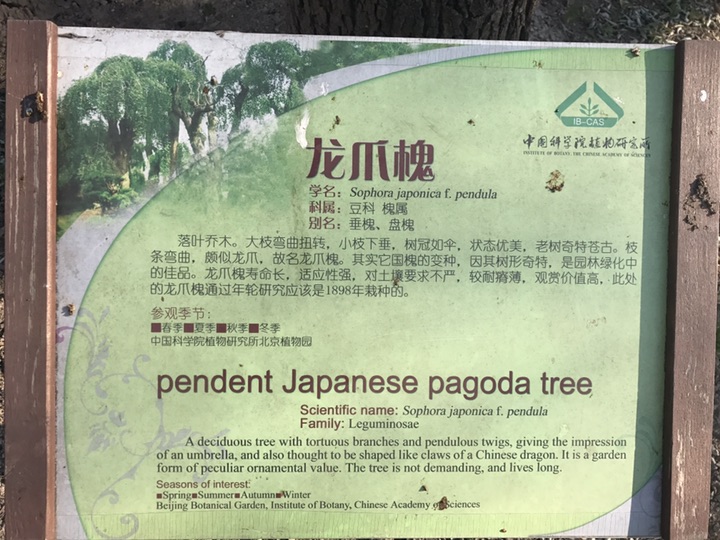 IB-CAS
中国科学院植物研究所
INSTITUTE OF BOTANY, THE CHINESE ACADEMY OF SCIENCES
龙爪槐
学名：Sophora japonica f. pendula
科属：豆科 槐属
别名：垂槐、盘槐
落叶乔木。大枝弯曲扭转，小枝下垂，树冠如伞，状态优美，老树奇特苍古。枝
条弯曲，颇似龙爪，故名龙爪槐。其实它国槐的变种，因其树形奇特，是园林绿化中
的佳品。龙爪槐寿命长，适应性强，对土壤要求不严，较耐瘠薄，观赏价值高，此处
的龙爪槐通过年轮研究应该是1898年栽种的。
参观季节：
■春季■夏季■秋季■冬季
中国科学院植物研究所北京植物园
pendent Japanese pagoda tree
Scientific name: Sophora japonica f. pendula
Family: Leguminosae
A deciduous tree with tortuous branches and pendulous twigs, giving the impression
of an umbrella, and also thought to be shaped like claws of a Chinese dragon. It is a garden
form of peculiar ornamental value. The tree is not demanding, and lives long.
Seasons of interest:
■Spring■Summer■Autumn■Winter
Beijing Botanical Garden, Institute of Botany, Chinese Academy of Sciences